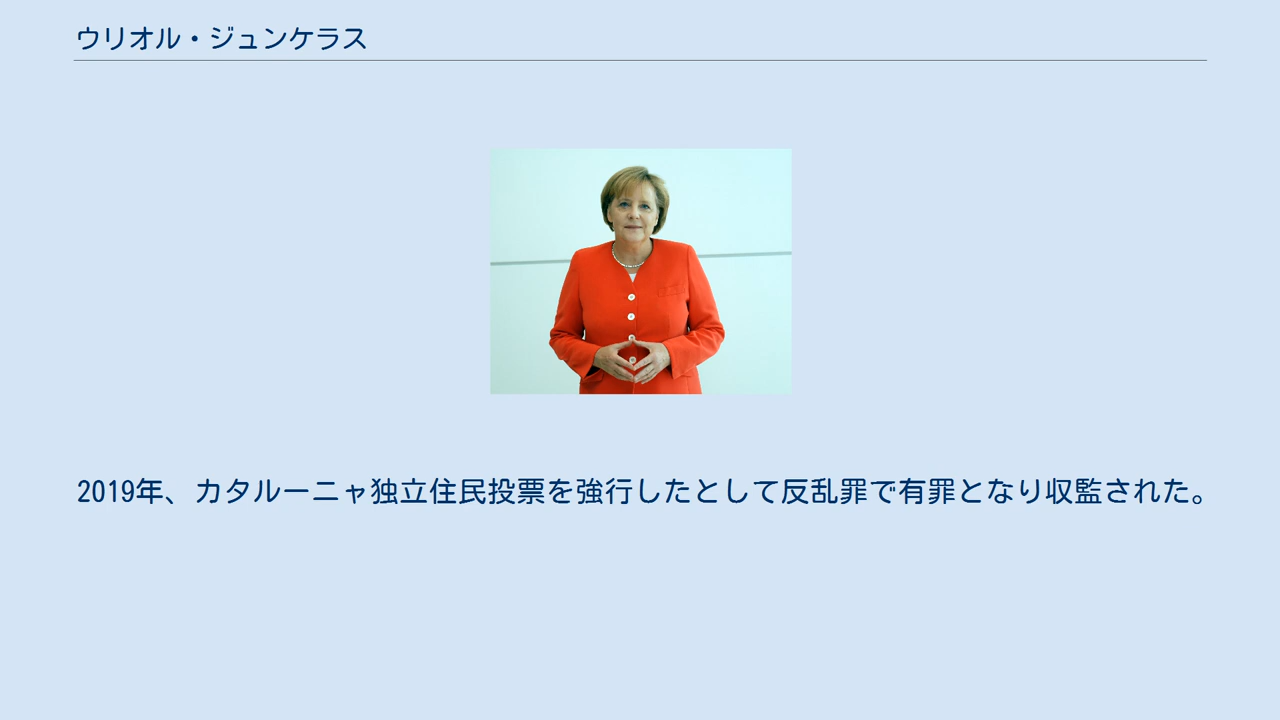 ウリオル・ジュンケラス
2019年、カタルーニャ独立住民投票を強行したとして反乱罪で有罪となり収監された。